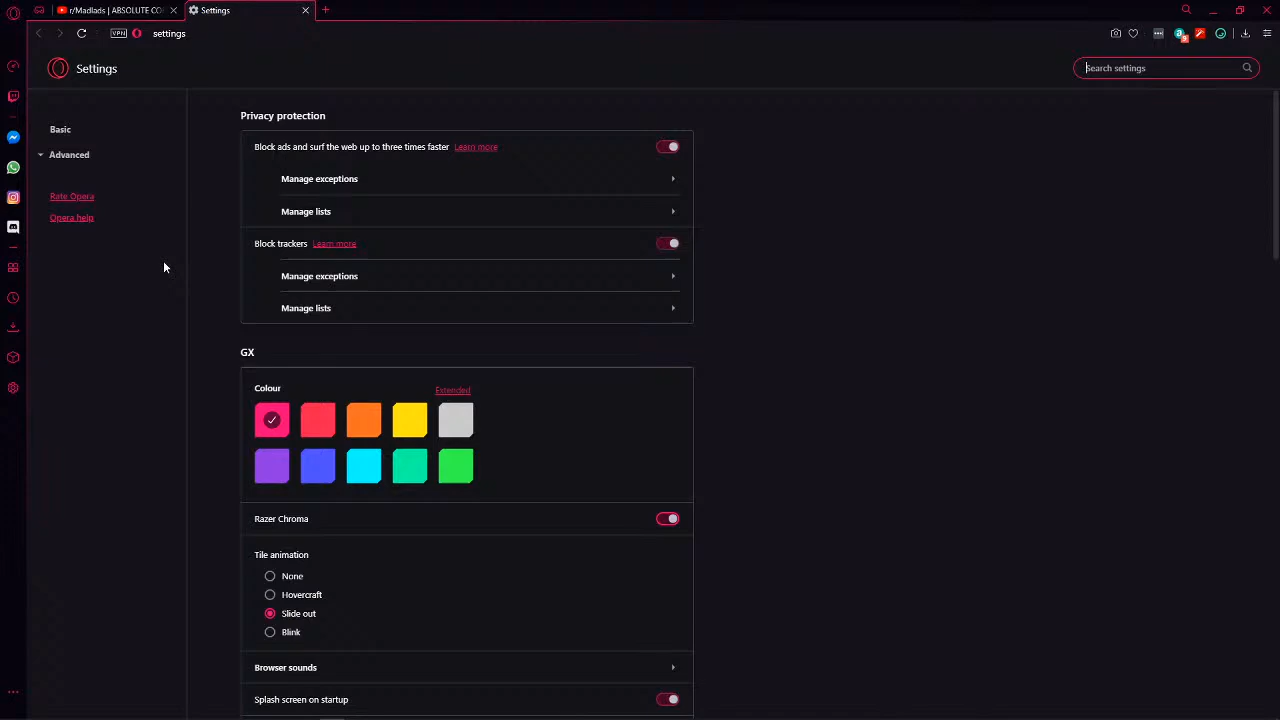 r/Madlads | ABSOLUTE CO
Settings
VPN
settings
Settings
Search settings
Basic
Advanced
Rate Opera
Opera help
Privacy protection
Block ads and surf the web up to three times faster Learn more
Manage exceptions
Manage lists
Block trackers Learn more
Manage exceptions
Manage lists
GX
Colour
Extended
Razer Chroma
Tile animation
None
Hovercraft
Slide out
Blink
Browser sounds
Splash screen on startup